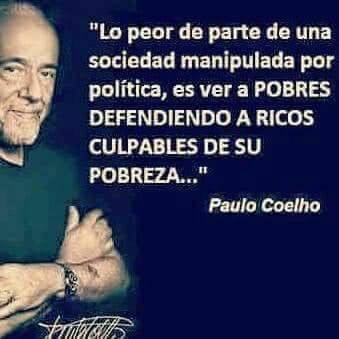 "Lo peor de parte de una
sociedad manipulada por
política, es ver a POBRES
DEFENDIENDO A RICOS
CULPABLES DE SU
POBREZA..."
Paulo Coelho